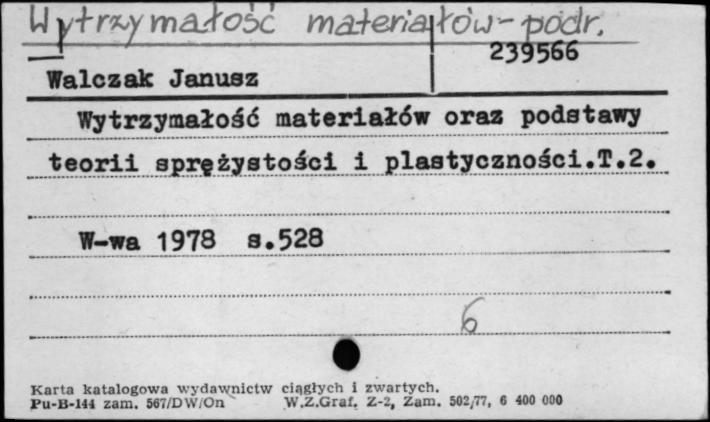 Wytrzymałość materiałów - podr.
239566
Walczak Janusz
Wytrzymałość materiałów oraz podstawy
teorii sprężystości i plastyczności.T.2.
W-wa 1978 s.528
6
Karta katalogowa wydawnictw ciągłych i zwartych.
Pu-B-144 zam. 567/DW/On W.Z.Graf. Z-2, Zam. 502/77, 6 400 000